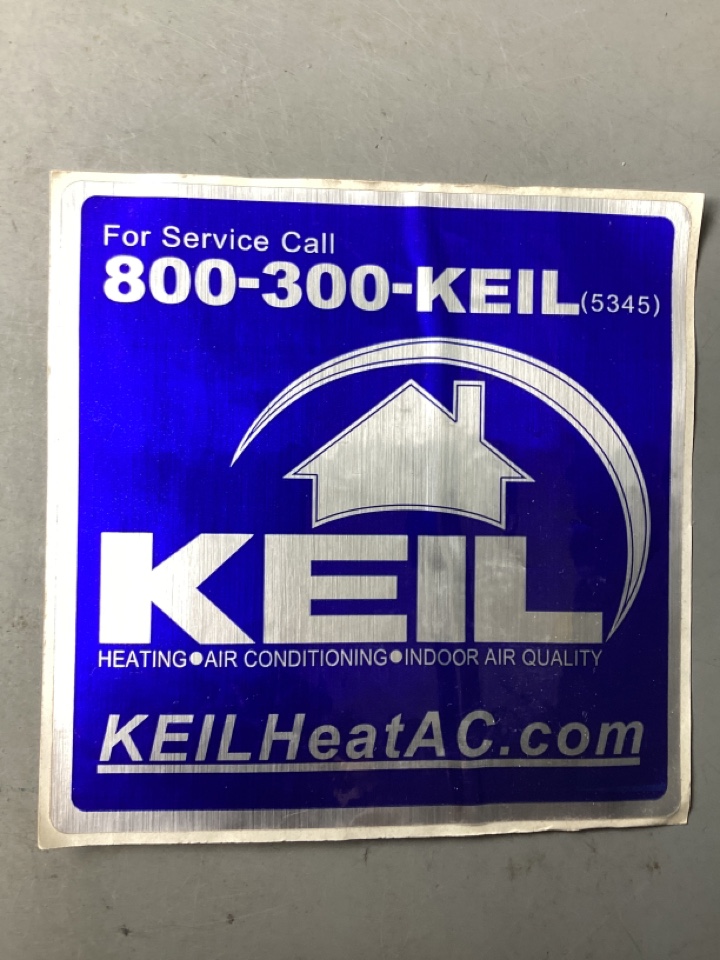 For Service Call
800-300-KEIL(5345)
KEIL
HEATING●AIR CONDITIONING●INDOOR AIR QUALITY
KEILHeatAC.com